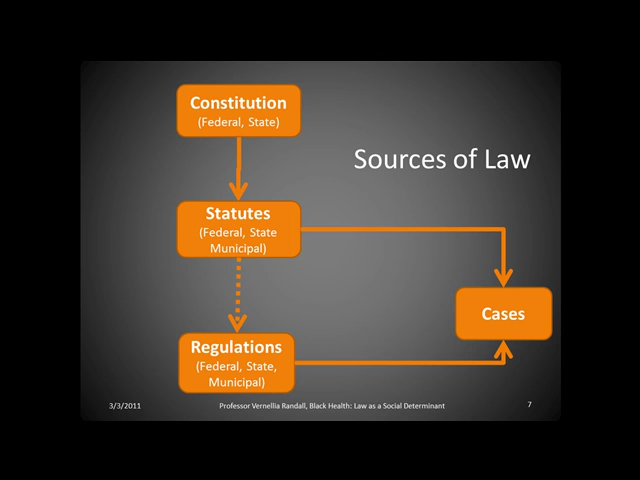 Constitution
(Federal, State)
Sources of Law
Statutes
(Federal, State
Municipal)
Cases
Regulations
(Federal, State,
Municipal)
3/3/2011
Professor Vernellia Randall, Black Health: Law as a Social Determinant
7